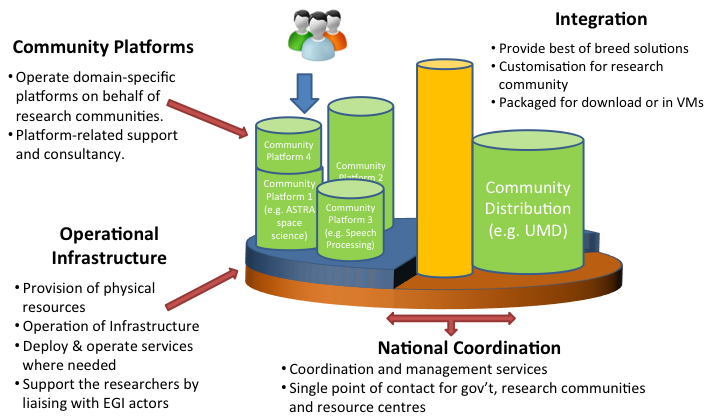 Community Platforms
• Operate domain-specific
platforms on behalf of
research communities.
• Platform-related support
and consultancy.
Integration
• Provide best of breed solutions
• Customisation for research
community
• Packaged for download or in VMs
Community
Platform 4
Community
Platform 2
Community
Platform 1
(e.g. ASTRA
space
science)
Community
Platform 3
(e.g. Speech
Processing)
Community
Distribution
(e.g. UMD)
Operational
Infrastructure
• Provision of physical
resources
• Operation of Infrastructure
• Deploy & operate services
where needed
• Support the researchers by
liaising with EGI actors
National Coordination
• Coordination and management services
• Single point of contact for gov’t, research communities
and resource centres